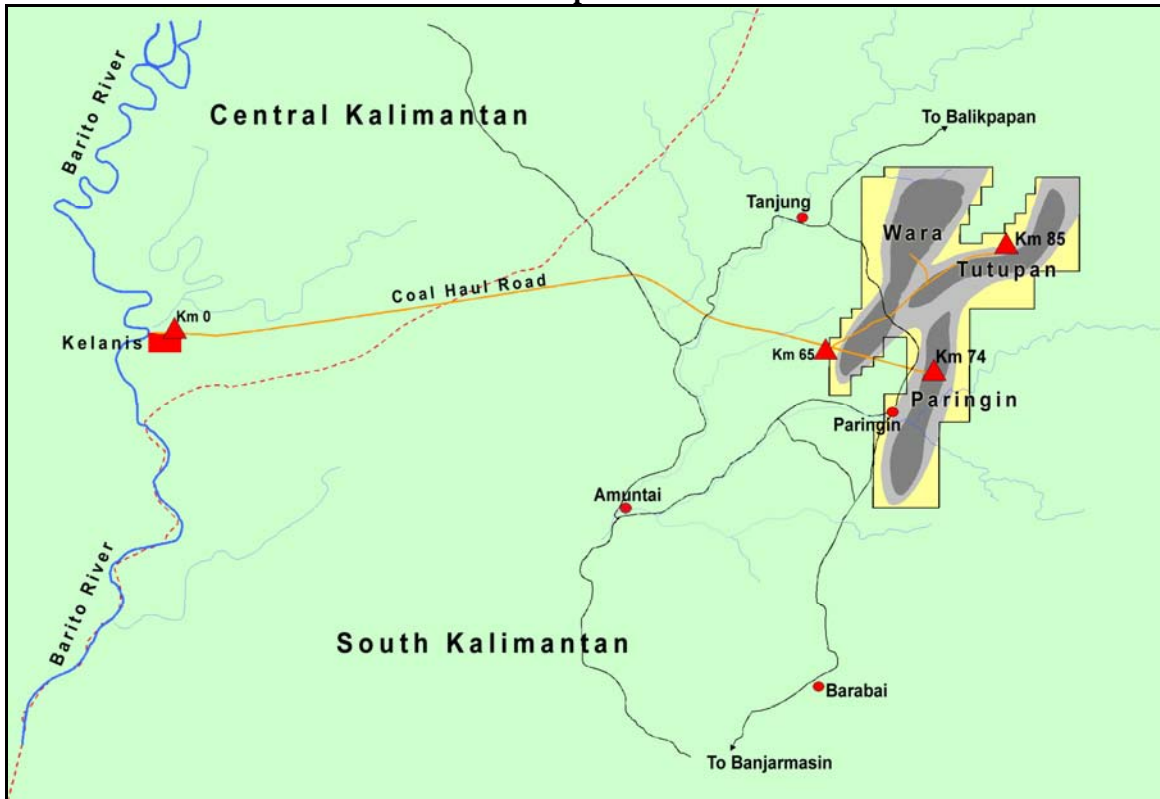 Barito River
Central Kalimantan
To Balikpapan
Tanjung
Wara
Km 85
Tutupan
Coal Haul Road
Km 0
Kelanis
Km 65
Km 74
Paringin
Paringin
Amuntai
Barito River
South Kalimantan
Barabai
To Banjarmasin